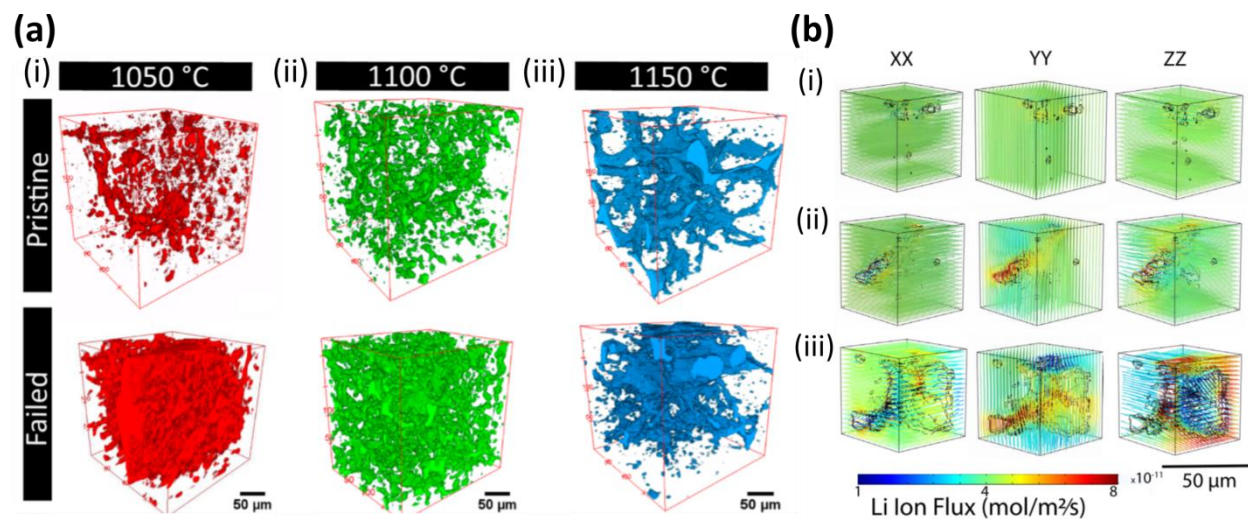 (a)
(i) 1050 °C (ii) 1100 °C (iii) 1150 °C
Pristine
Failed
50 µm 50 µm 50 µm
(b)
XX YY ZZ
(i)
(ii)
(iii)
1 4 8 ×10⁻¹¹
Li Ion Flux (mol/m²/s)
50 µm